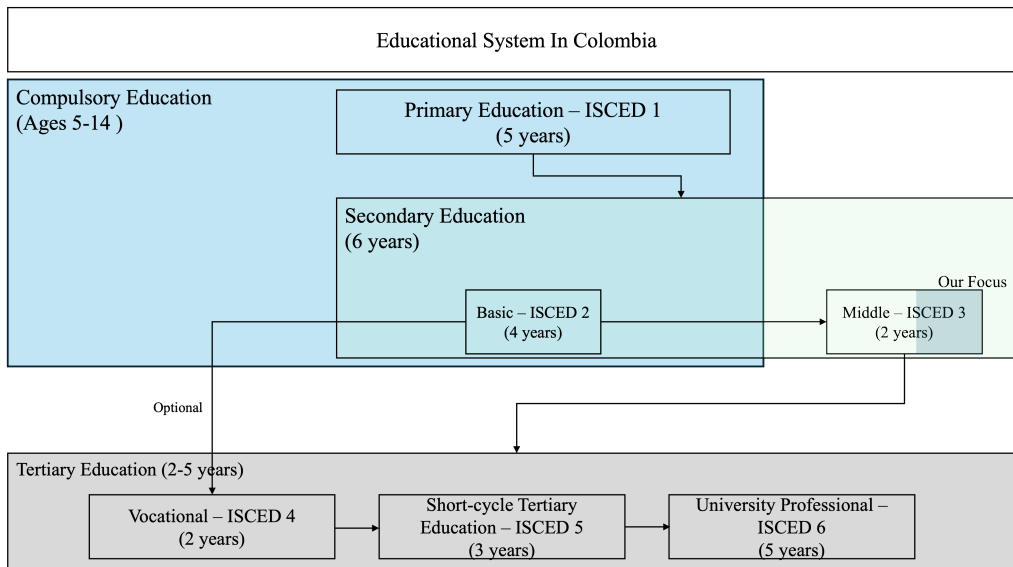 Educational System In Colombia
Compulsory Education
(Ages 5-14 )
Primary Education – ISCED 1
(5 years)
Secondary Education
(6 years)
Our Focus
Basic – ISCED 2
(4 years)
Middle – ISCED 3
(2 years)
Optional
Tertiary Education (2-5 years)
Vocational – ISCED 4
(2 years)
Short-cycle Tertiary
Education – ISCED 5
(3 years)
University Professional –
ISCED 6
(5 years)